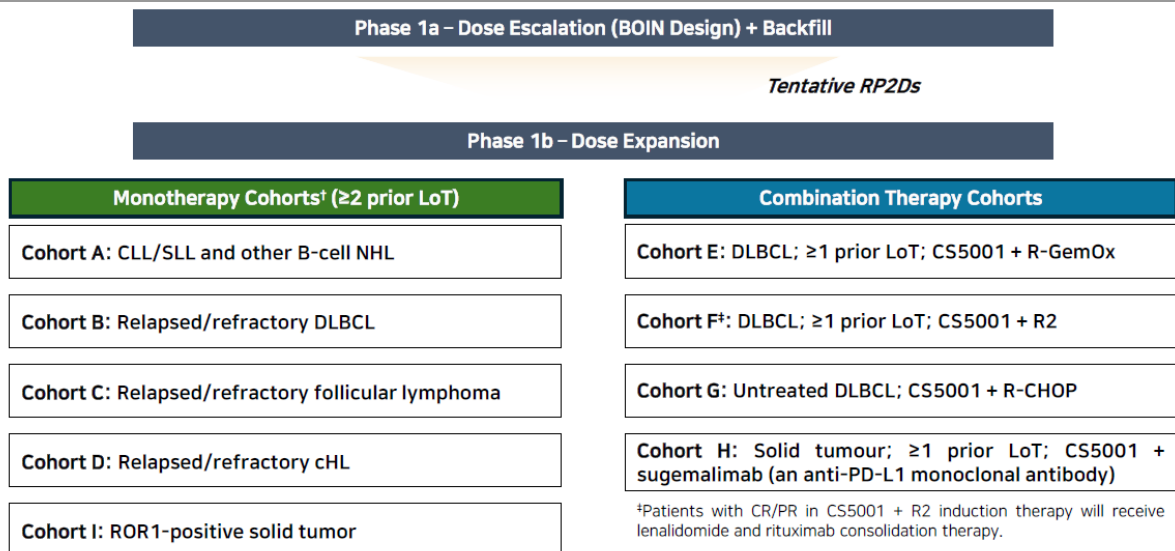 Phase 1a – Dose Escalation (BOIN Design) + Backfill
Tentative RP2Ds
Phase 1b – Dose Expansion
Monotherapy Cohorts† (≥2 prior LoT)
Cohort A: CLL/SLL and other B-cell NHL
Cohort B: Relapsed/refractory DLBCL
Cohort C: Relapsed/refractory follicular lymphoma
Cohort D: Relapsed/refractory cHL
Cohort I: ROR1-positive solid tumor
Combination Therapy Cohorts
Cohort E: DLBCL; ≥1 prior LoT; CS5001 + R-GemOx
Cohort F‡: DLBCL; ≥1 prior LoT; CS5001 + R2
Cohort G: Untreated DLBCL; CS5001 + R-CHOP
Cohort H: Solid tumour; ≥1 prior LoT; CS5001 +
sugemalimab (an anti-PD-L1 monoclonal antibody)
‡Patients with CR/PR in CS5001 + R2 induction therapy will receive
lenalidomide and rituximab consolidation therapy.